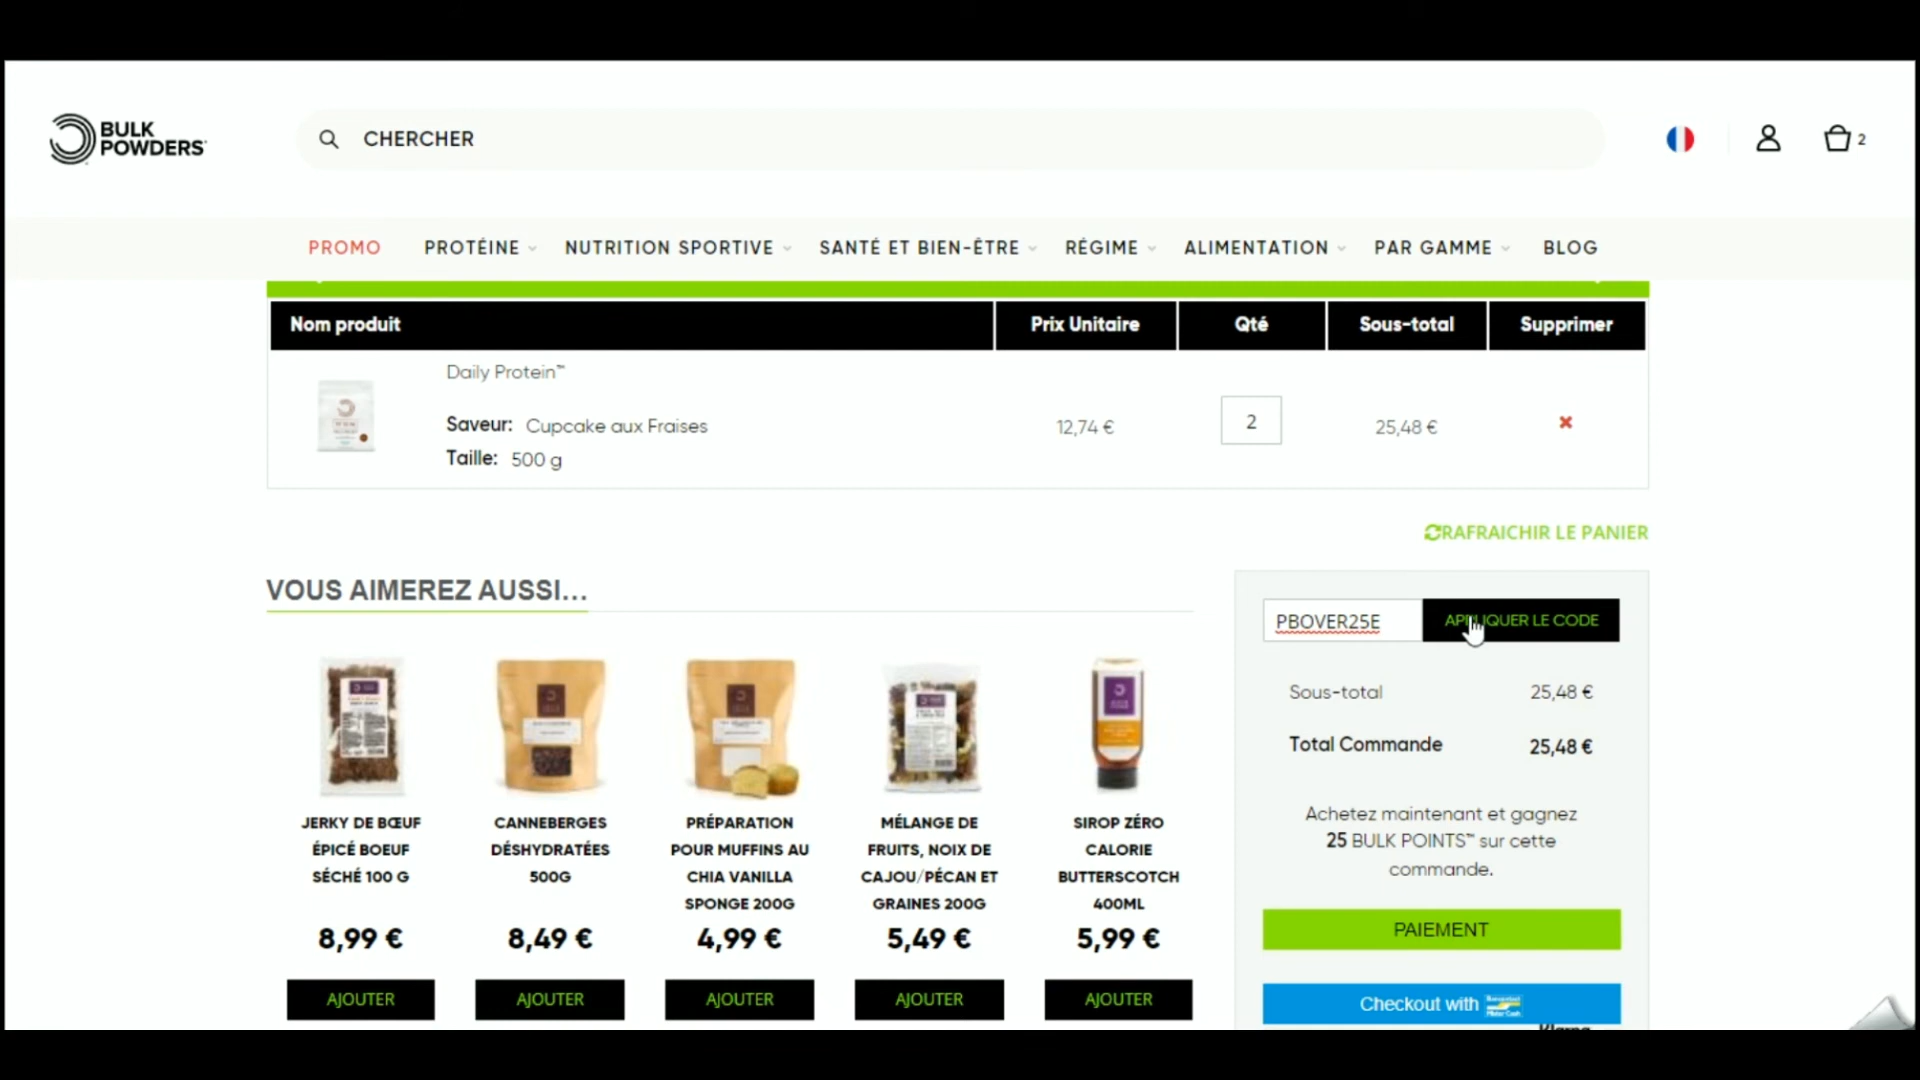 BULK
POWDERS
CHERCHER
2
PROMO PROTÉINE NUTRITION SPORTIVE SANTÉ ET BIEN-ÊTRE RÉGIME ALIMENTATION PAR GAMME BLOG
Nom produit Prix Unitaire Qté Sous-total Supprimer
Daily Protein™
Saveur: Cupcake aux Fraises
Taille: 500 g
12,74 € 2 25,48 €
RAFRAICHIR LE PANIER
VOUS AIMEREZ AUSSI...
JERKY DE BŒUF
ÉPICÉ BOEUF
SÉCHÉ 100 G
8,99 €
AJOUTER
CANNEBERGES
DÉSHYDRATÉES
500G
8,49 €
AJOUTER
PRÉPARATION
POUR MUFFINS AU
CHIA VANILLA
SPONGE 200G
4,99 €
AJOUTER
MÉLANGE DE
FRUITS, NOIX DE
CAJOU/PÉCAN ET
GRAINES 200G
5,49 €
AJOUTER
SIROP ZÉRO
CALORIE
BUTTERSCOTCH
400ML
5,99 €
AJOUTER
PBOVER25E APPLIQUER LE CODE
Sous-total 25,48 €
Total Commande 25,48 €
Achetez maintenant et gagnez
25 BULK POINTS™ sur cette
commande.
PAIEMENT
Checkout with
Klarna